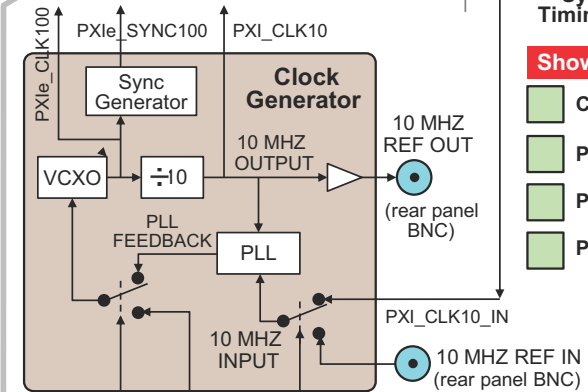 PXIe_CLK100
PXIe_SYNC100
PXI_CLK10
Timin
Show
Sync
Generator
Clock
Generator
10 MHZ
REF OUT
10 MHZ
OUTPUT
VCXO
÷10
(rear panel
BNC)
PLL
FEEDBACK
PLL
PXI_CLK10_IN
10 MHZ
INPUT
10 MHZ REF IN
(rear panel BNC)
C
P
P
P